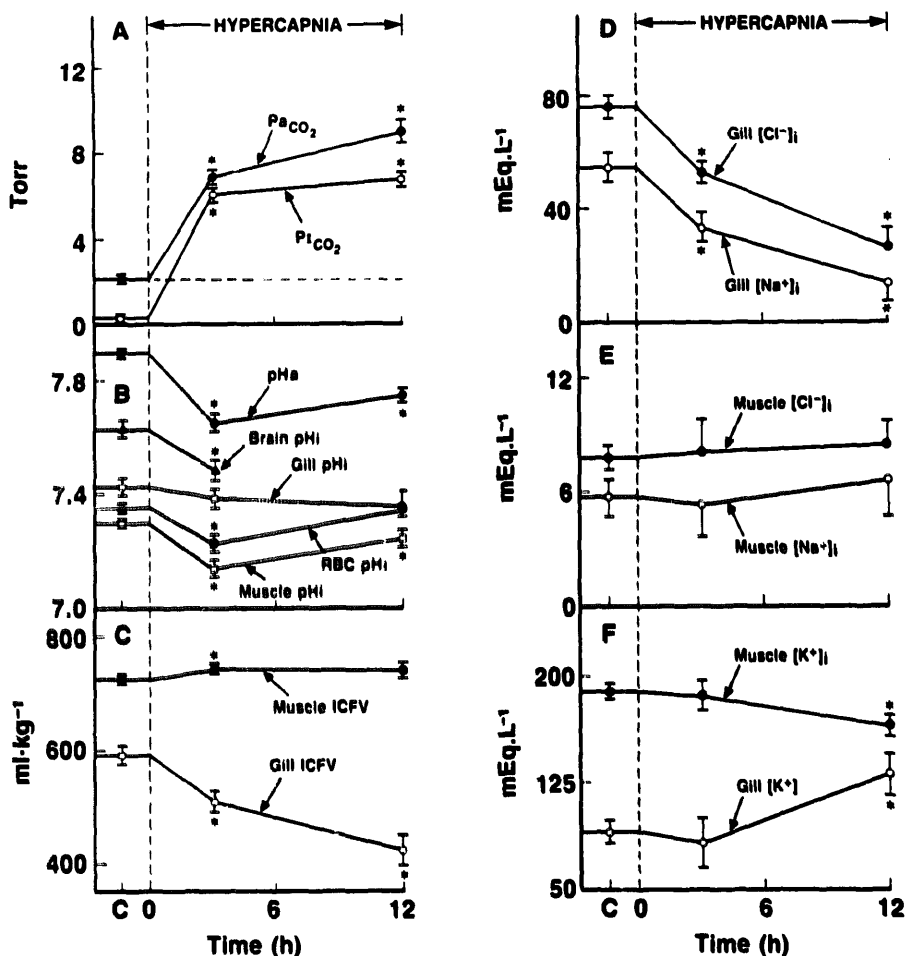 A
HYPERCAPNIA
12
8
4
2
0
Torr
PaCO₂
PICO₂
B
7.8
7.4
7.0
pHa
Brain pHi
Gill pHi
RBC pHi
Muscle pHi
C
800
600
400
ml·kg⁻¹
Muscle ICFV
Gill ICFV
C 0 6 12
Time (h)
D
HYPERCAPNIA
80
40
0
mEq.L⁻¹
Gill [Cl⁻]i
Gill [Na⁺]i
E
12
6
0
mEq.L⁻¹
Muscle [Cl⁻]i
Muscle [Na⁺]i
F
200
125
50
mEq.L⁻¹
Muscle [K⁺]i
Gill [K⁺]
C 0 6 12
Time (h)